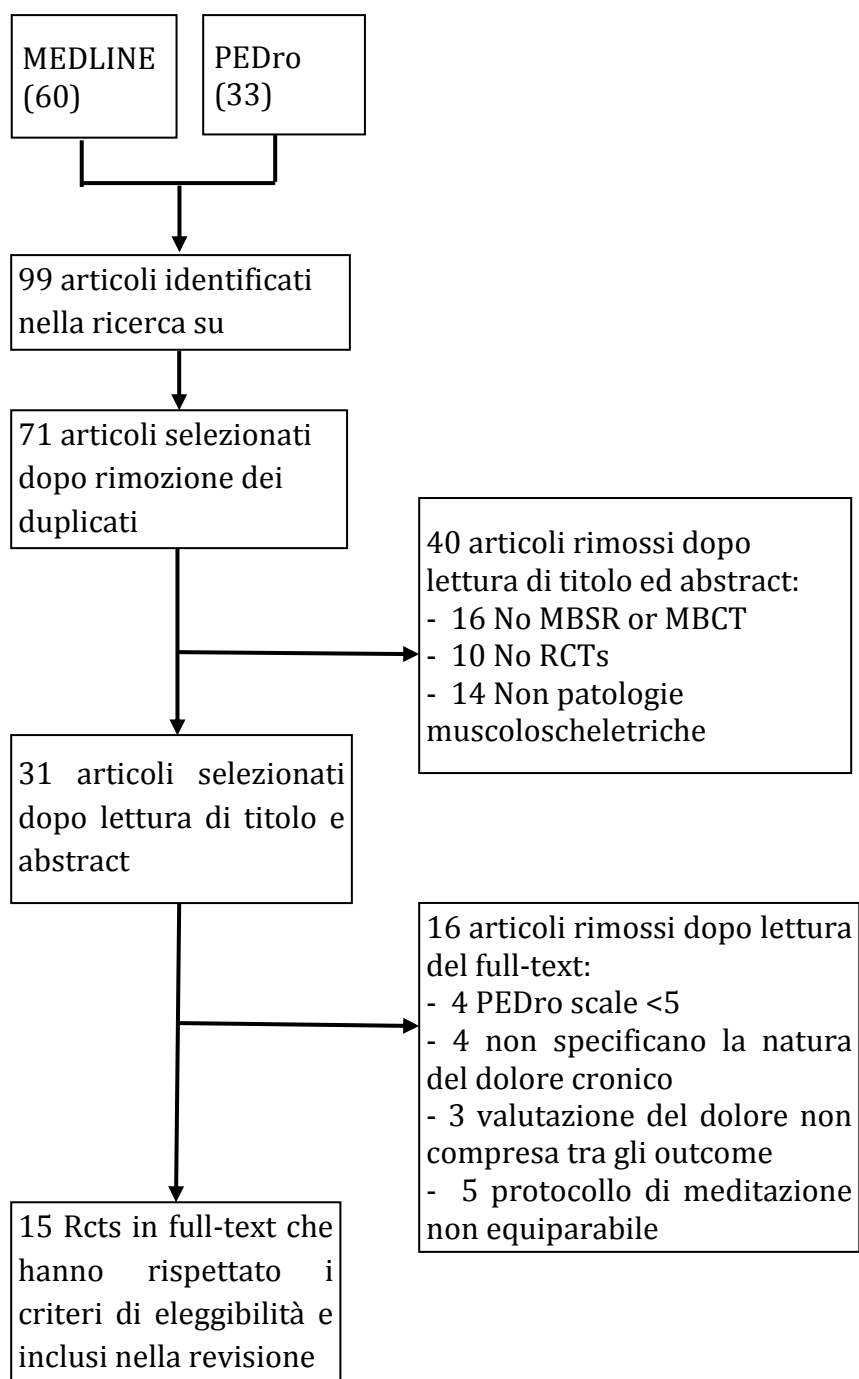 MEDLINE
(60)
PEDro
(33)
99 articoli identificati
nella ricerca su
71 articoli selezionati
dopo rimozione dei
duplicati
40 articoli rimossi dopo
lettura di titolo ed abstract:
- 16 No MBSR or MBCT
- 10 No RCTs
- 14 Non patologie
muscoloscheletriche
31 articoli selezionati
dopo lettura di titolo e
abstract
16 articoli rimossi dopo lettura
del full-text:
- 4 PEDro scale <5
- 4 non specificano la natura
del dolore cronico
- 3 valutazione del dolore non
compresa tra gli outcome
- 5 protocollo di meditazione
non equiparabile
15 Rcts in full-text che
hanno rispettato i
criteri di eleggibilità e
inclusi nella revisione